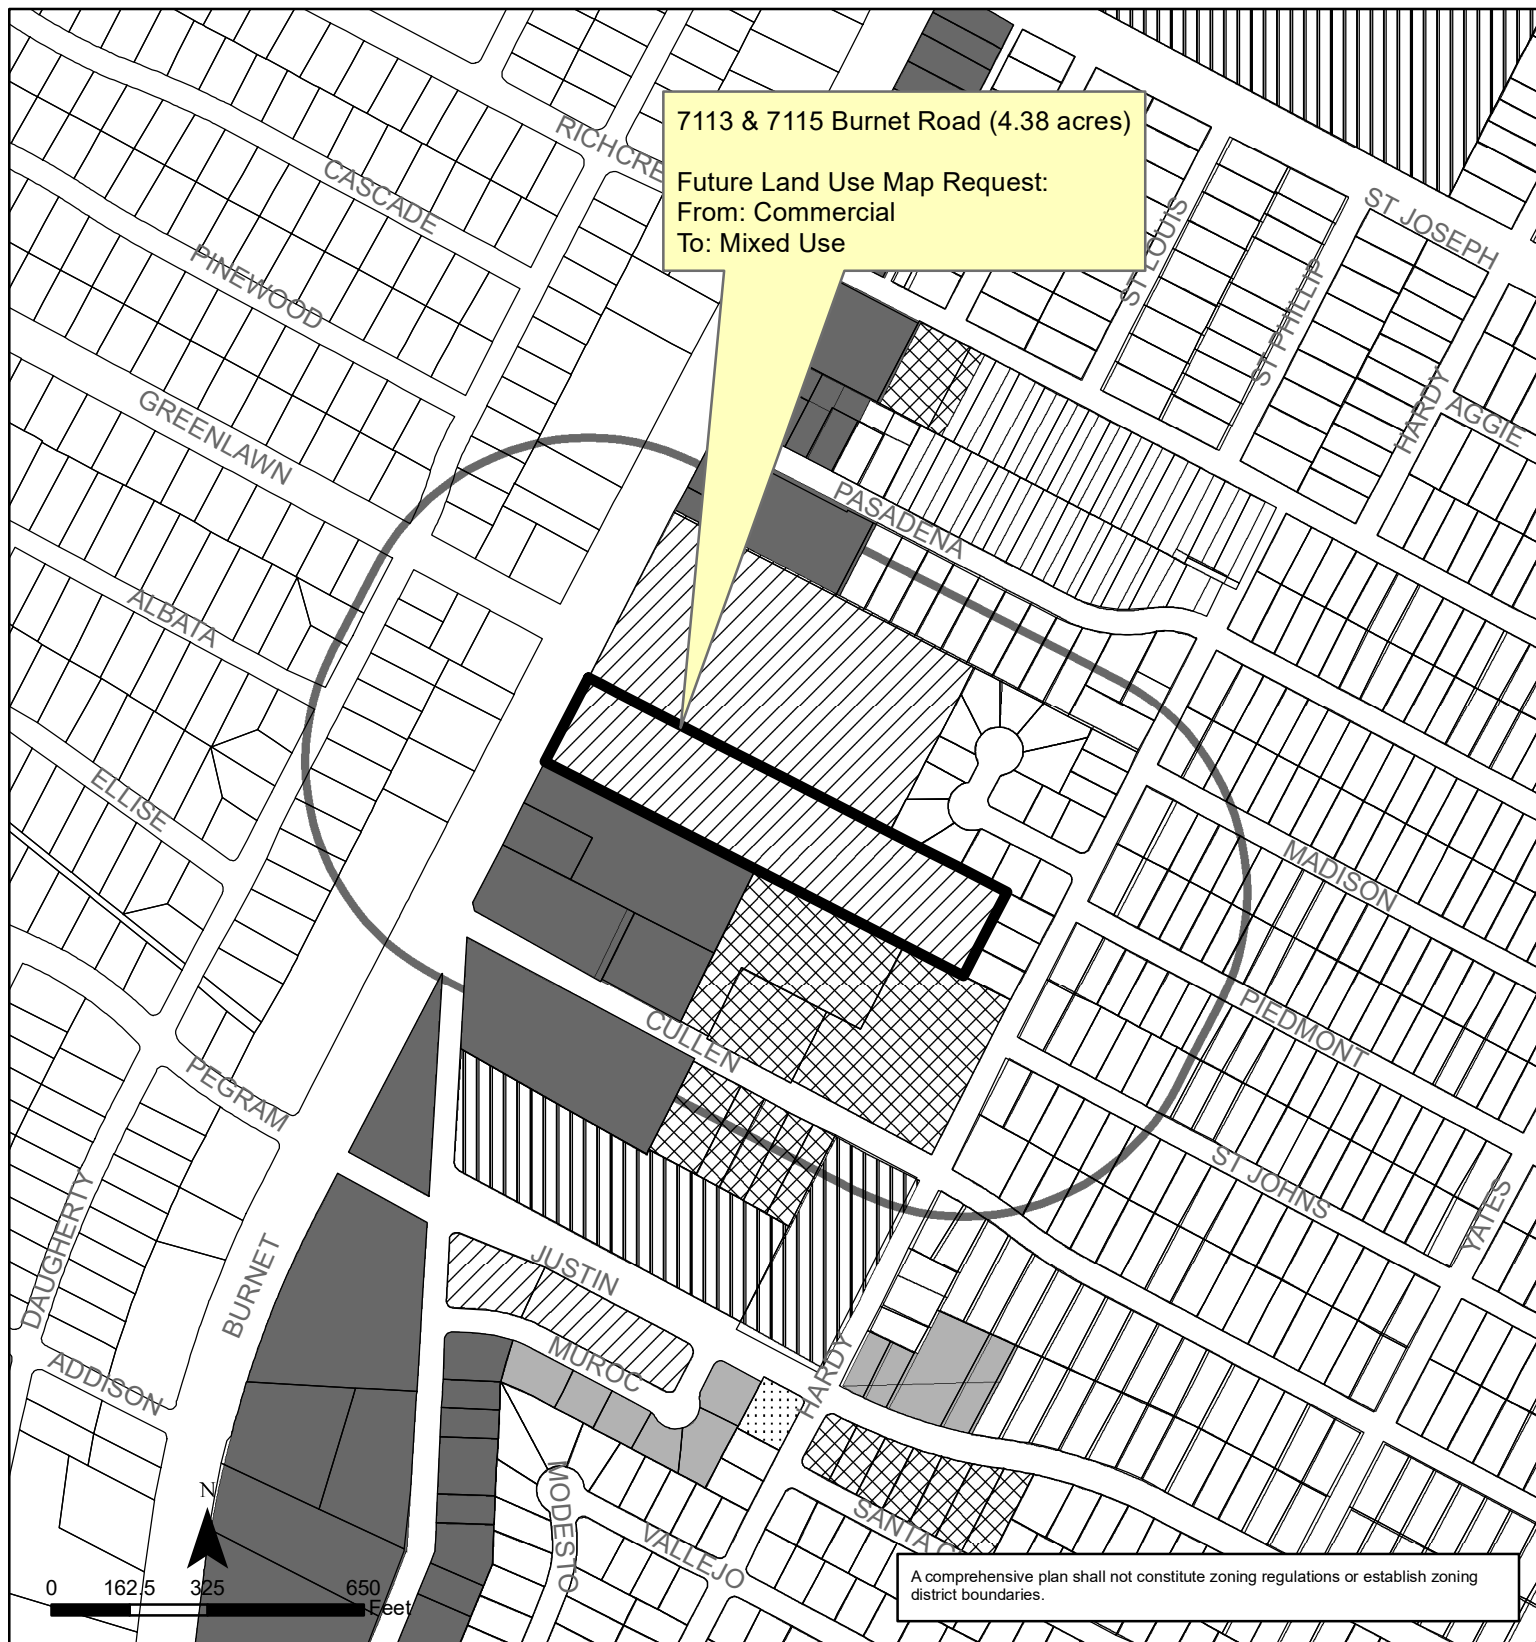 7113 & 7115 Burnet Road (4.38 acres)
Future Land Use Map Request:
From: Commercial
To: Mixed Use
CASCADE
PINEWOOD
GREENLAWN
ALBATA
ELLISE
ST LOUIS
ST PHILLIP
ST JOSEPH
HARDY
AGGIE
PASADENA
MADISON
PIEDMONT
ST JOHNS
YATES
CULLEN
PEGRAM
DAUGHERTY
BURNET
ADDISON
JUSTIN
MUROC
HARDY
MODESTO
VALLEJO
SANTA
N
0 162.5 325 650
Feet
A comprehensive plan shall not constitute zoning regulations or establish zoning
district boundaries.